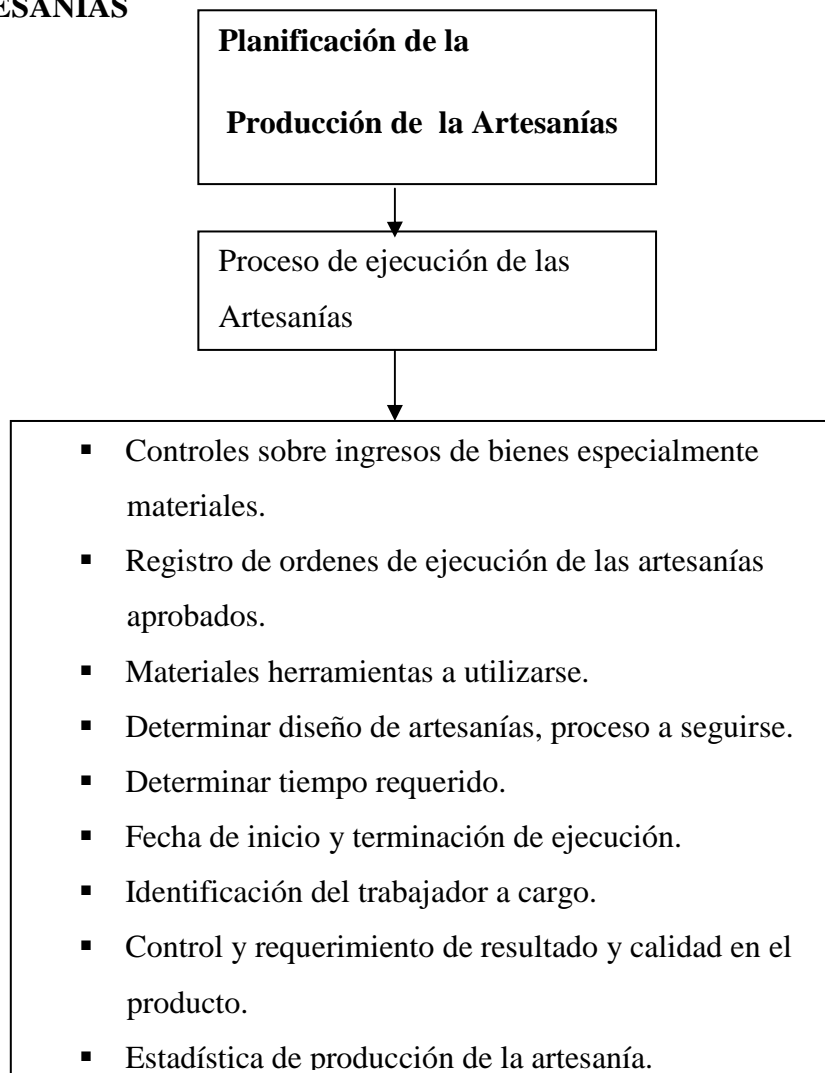 ESANÍAS
Planificación de la
Producción de la Artesanías
Proceso de ejecución de las
Artesanías
▪ Controles sobre ingresos de bienes especialmente
materiales.
▪ Registro de ordenes de ejecución de las artesanías
aprobados.
▪ Materiales herramientas a utilizarse.
▪ Determinar diseño de artesanías, proceso a seguirse.
▪ Determinar tiempo requerido.
▪ Fecha de inicio y terminación de ejecución.
▪ Identificación del trabajador a cargo.
▪ Control y requerimiento de resultado y calidad en el
producto.
▪ Estadística de producción de la artesanía.